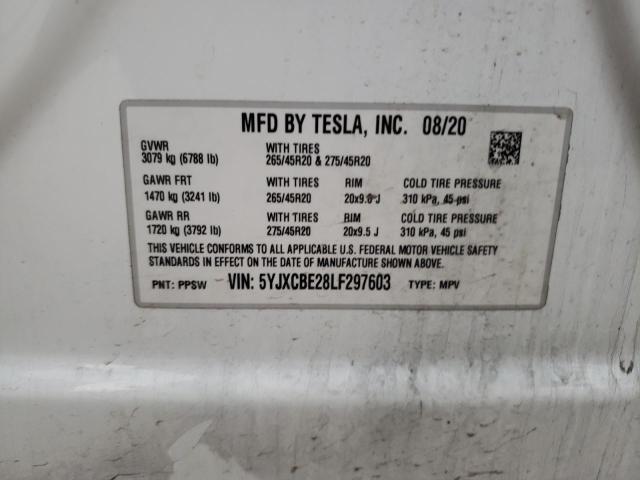 MFD BY TESLA, INC. 08/20
GVWR WITH TIRES
3079 kg (6788 lb) 265/45R20 & 275/45R20
GAWR FRT WITH TIRES RIM COLD TIRE PRESSURE
1470 kg (3241 lb) 265/45R20 20x9.0 J 310 kPa, 45 psi
GAWR RR WITH TIRES RIM COLD TIRE PRESSURE
1720 kg (3792 lb) 275/45R20 20x9.5 J 310 kPa, 45 psi
THIS VEHICLE CONFORMS TO ALL APPLICABLE U.S. FEDERAL MOTOR VEHICLE SAFETY
STANDARDS IN EFFECT ON THE DATE OF MANUFACTURE SHOWN ABOVE.
PNT: PPSW VIN: 5YJXCBE28LF297603 TYPE: MPV